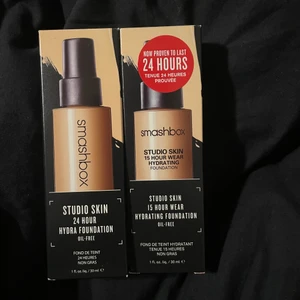 smashbox
STUDIO SKIN
24 HOUR
HYDRA FOUNDATION
OIL-FREE
FOND DE TEINT
24 HEURES
NON GRAS
1 fl. oz. / 30 ml e
NOW PROVEN TO LAST
24 HOURS
TENUE 24 HEURES
PROUVÉE
smashbox
STUDIO SKIN
15 HOUR WEAR
HYDRATING
FOUNDATION
STUDIO SKIN
15 HOUR WEAR
HYDRATING FOUNDATION
OIL-FREE
FOND DE TEINT HYDRATANT
TENUE 15 HEURES
NON GRAS
1 fl. oz. / 30 ml e